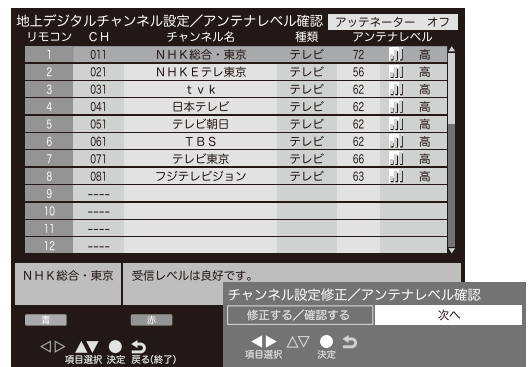 地上デジタルチャンネル設定／アンテナレベル確認 アッテネーター オフ
リモコン CH チャンネル名 種類 アンテナレベル
1 011 NHK総合・東京 テレビ 72 高
2 021 NHKEテレ東京 テレビ 56 高
3 031 tvk テレビ 62 高
4 041 日本テレビ テレビ 62 高
5 051 テレビ朝日 テレビ 62 高
6 061 TBS テレビ 62 高
7 071 テレビ東京 テレビ 66 高
8 081 フジテレビジョン テレビ 63 高
9 ----
10 ----
11 ----
12 ----
NHK総合・東京 受信レベルは良好です。
青 赤
項目選択 決定 戻る(終了)
チャンネル設定修正／アンテナレベル確認
修正する／確認する 次へ
項目選択 決定